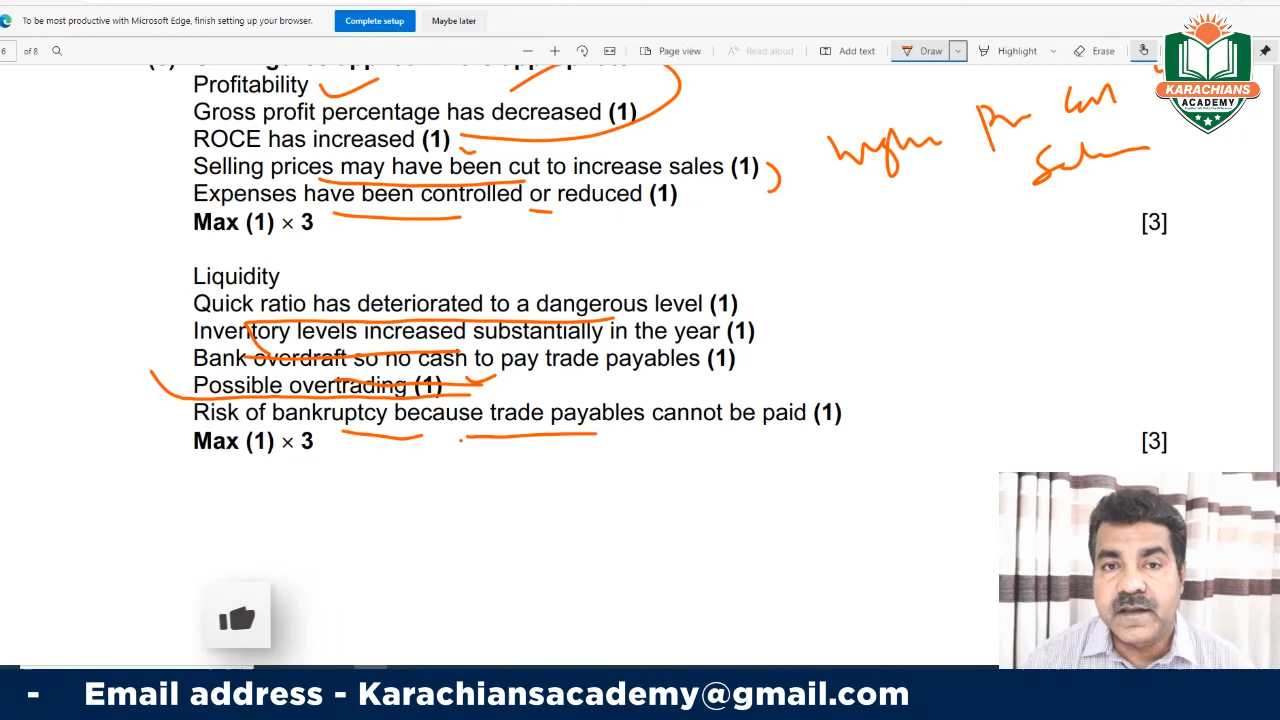 To be most productive with Microsoft Edge, finish setting up your browser.
Complete setup
Maybe later
6 of 8
Page view
Read aloud
Add text
Draw
Highlight
Erase
KARACHIANS
ACADEMY
Profitability
Gross profit percentage has decreased (1)
ROCE has increased (1)
Selling prices may have been cut to increase sales (1)
Expenses have been controlled or reduced (1)
Max (1) × 3 [3]
Liquidity
Quick ratio has deteriorated to a dangerous level (1)
Inventory levels increased substantially in the year (1)
Bank overdraft so no cash to pay trade payables (1)
Possible overtrading (1)
Risk of bankruptcy because trade payables cannot be paid (1)
Max (1) × 3 [3]
- Email address - Karachiansacademy@gmail.com